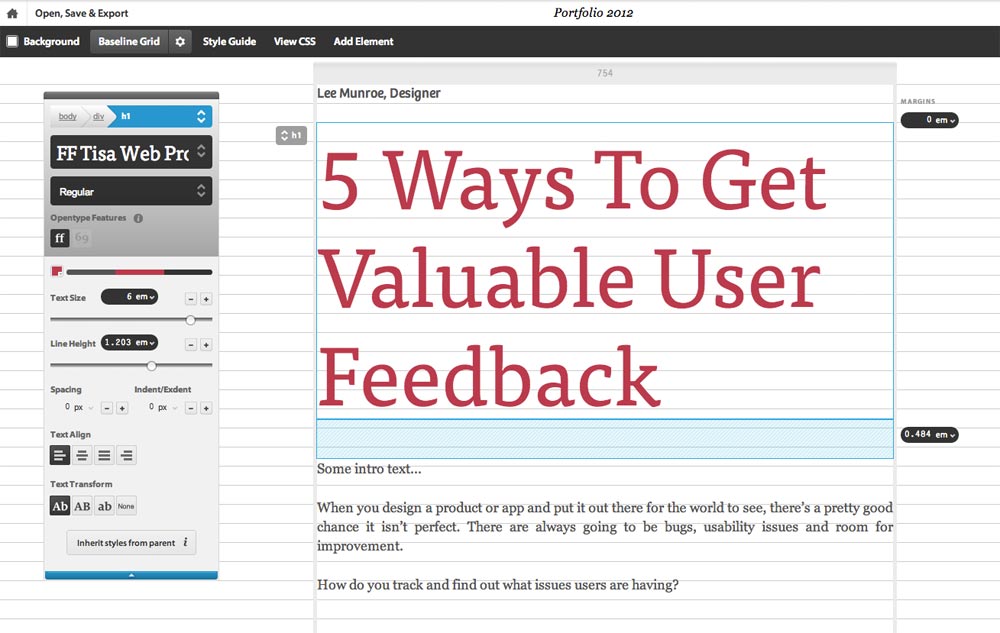 Open, Save & Export
Portfolio 2012
Background
Baseline Grid
Style Guide
View CSS
Add Element
754
body
div
h1
FF Tisa Web Pro
Regular
Opentype Features i
ff
69
Text Size
6 em
- +
Line Height
1.203 em
- +
Spacing
Indent/Exdent
0 px
- +
0 px
- +
Text Align
Text Transform
Ab
AB
ab
None
Inherit styles from parent i
h1
Lee Munroe, Designer
5 Ways To Get
Valuable User
Feedback
Some intro text...
When you design a product or app and put it out there for the world to see, there's a pretty good
chance it isn't perfect. There are always going to be bugs, usability issues and room for
improvement.
How do you track and find out what issues users are having?
MARGINS
0 em
0.484 em